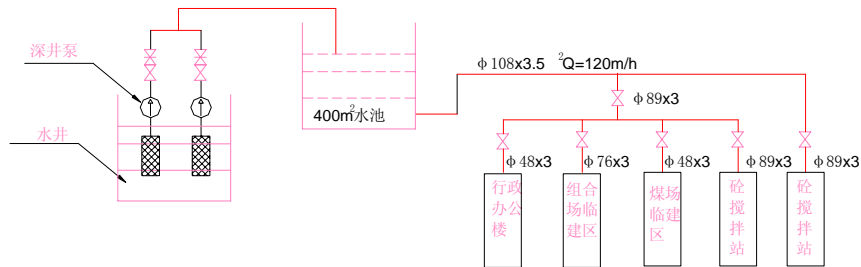 深井泵
水井
400m²水池
φ108x3.5 ²Q=120m/h
φ89x3
φ48x3
φ76x3
φ48x3
φ89x3
φ89x3
行政
办公
楼
组合
场临
建区
煤场
临建
区
砼
搅
拌
站
砼
搅
拌
站